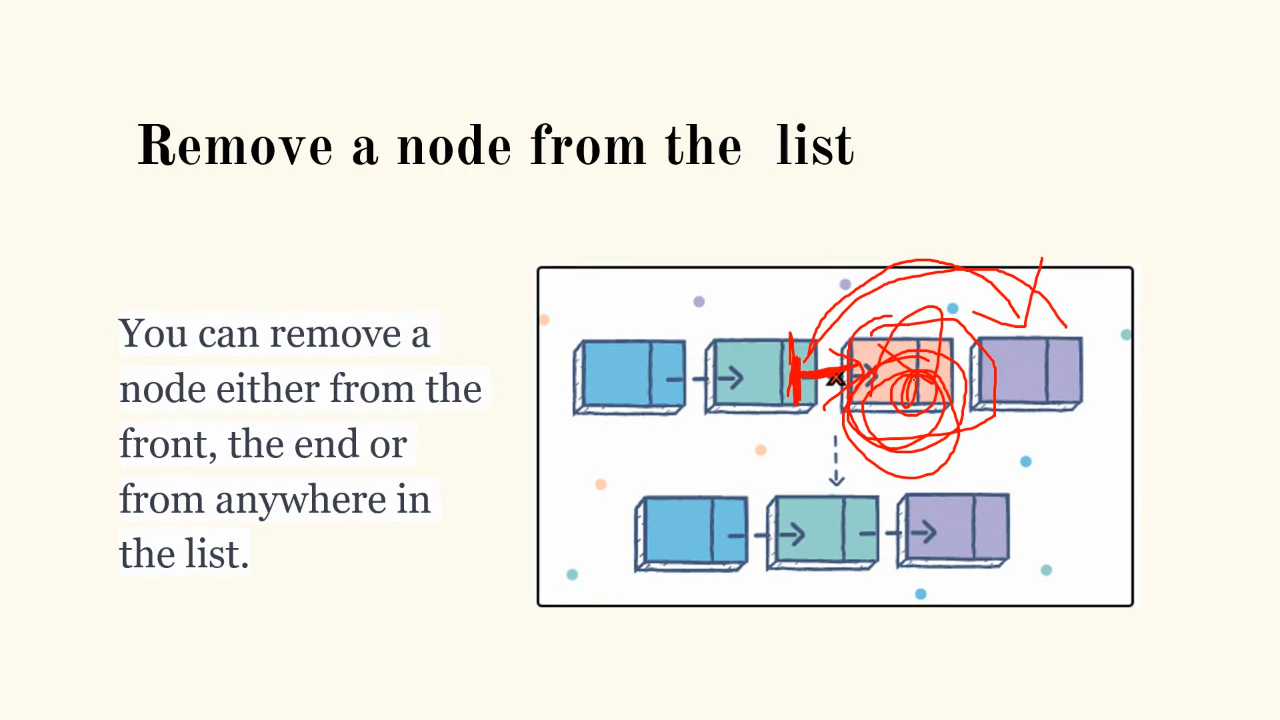 Remove a node from the list
You can remove a
node either from the
front, the end or
from anywhere in
the list.